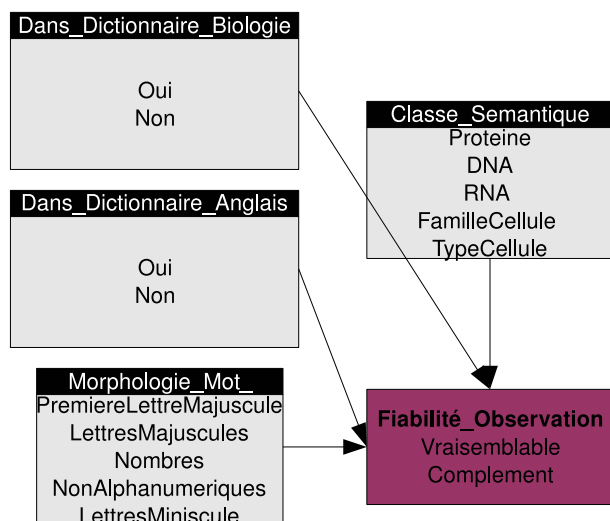 Dans_Dictionnaire_Biologie
Oui
Non
Classe_Semantique
Proteine
DNA
RNA
FamilleCellule
TypeCellule
Dans_Dictionnaire_Anglais
Oui
Non
Morphologie_Mot_
PremiereLettreMajuscule
LettresMajuscules
Nombres
NonAlphanumeriques
LettresMiniscule
Fiabilité_Observation
Vraisemblable
Complement